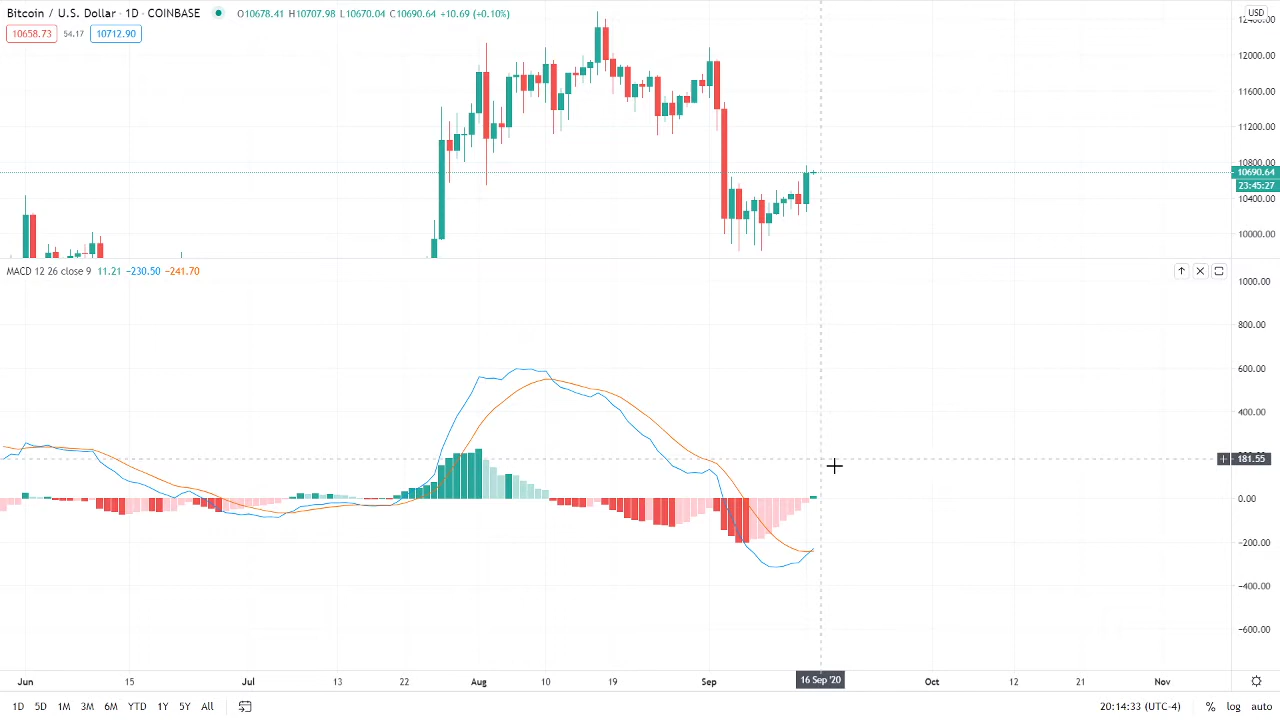 Bitcoin / U.S. Dollar · 1D · COINBASE O10678.41 H10707.98 L10670.04 C10690.64 +10.69 (+0.10%)
USD
10658.73 54.17 10712.90
12000.00
11600.00
11200.00
10800.00
10690.64
23:45:27
10400.00
10000.00
MACD 12 26 close 9 11.21 −230.50 −241.70
1000.00
800.00
600.00
400.00
181.55
0.00
−200.00
−400.00
−600.00
Jun 15 Jul 13 22 Aug 10 19 Sep 16 Sep '20 Oct 12 21 Nov
1D 5D 1M 3M 6M YTD 1Y 5Y All 20:14:33 (UTC-4) % log auto